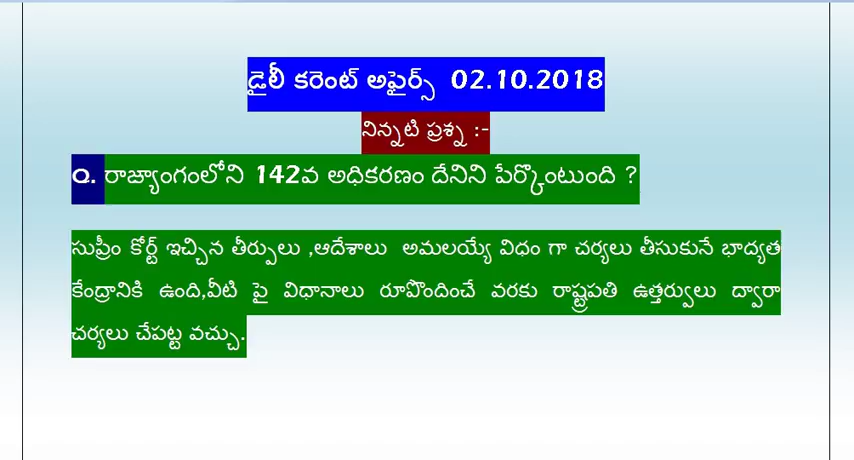 డైలీ కరెంట్ అఫైర్స్ 02.10.2018
నిన్నటి ప్రశ్న :-
Q. రాజ్యాంగంలోని 142వ అధికరణం దేనిని పేర్కొంటుంది ?
సుప్రీం కోర్ట్ ఇచ్చిన తీర్పులు ,ఆదేశాలు అమలయ్యే విధం గా చర్యలు తీసుకునే భాద్యత
కేంద్రానికి ఉంది,వీటి పై విధానాలు రూపొందించే వరకు రాష్ట్రపతి ఉత్తర్వులు ద్వారా
చర్యలు చేపట్ట వచ్చు.